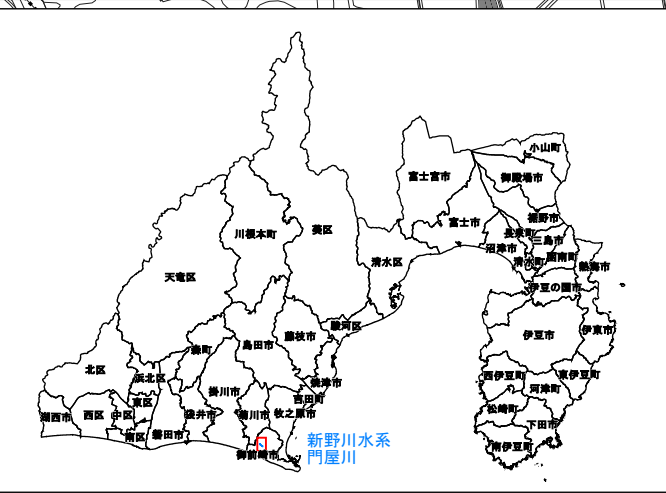 小山町
富士宮市
御殿場市
裾野市
富士市
葵区
川根本町
長泉町
三島市
沼津市
清水町
函南町
熱海市
清水区
天竜区
伊豆の国市
駿河区
伊東市
伊豆市
藤枝市
島田市
森町
北区
浜北区
西伊豆町
東伊豆町
焼津市
掛川市
河津町
吉田町
東区
松崎町
湖西市
西区
中区
袋井市
菊川市
牧之原市
下田市
南区
磐田市
新野川水系
門屋川
御前崎市
南伊豆町